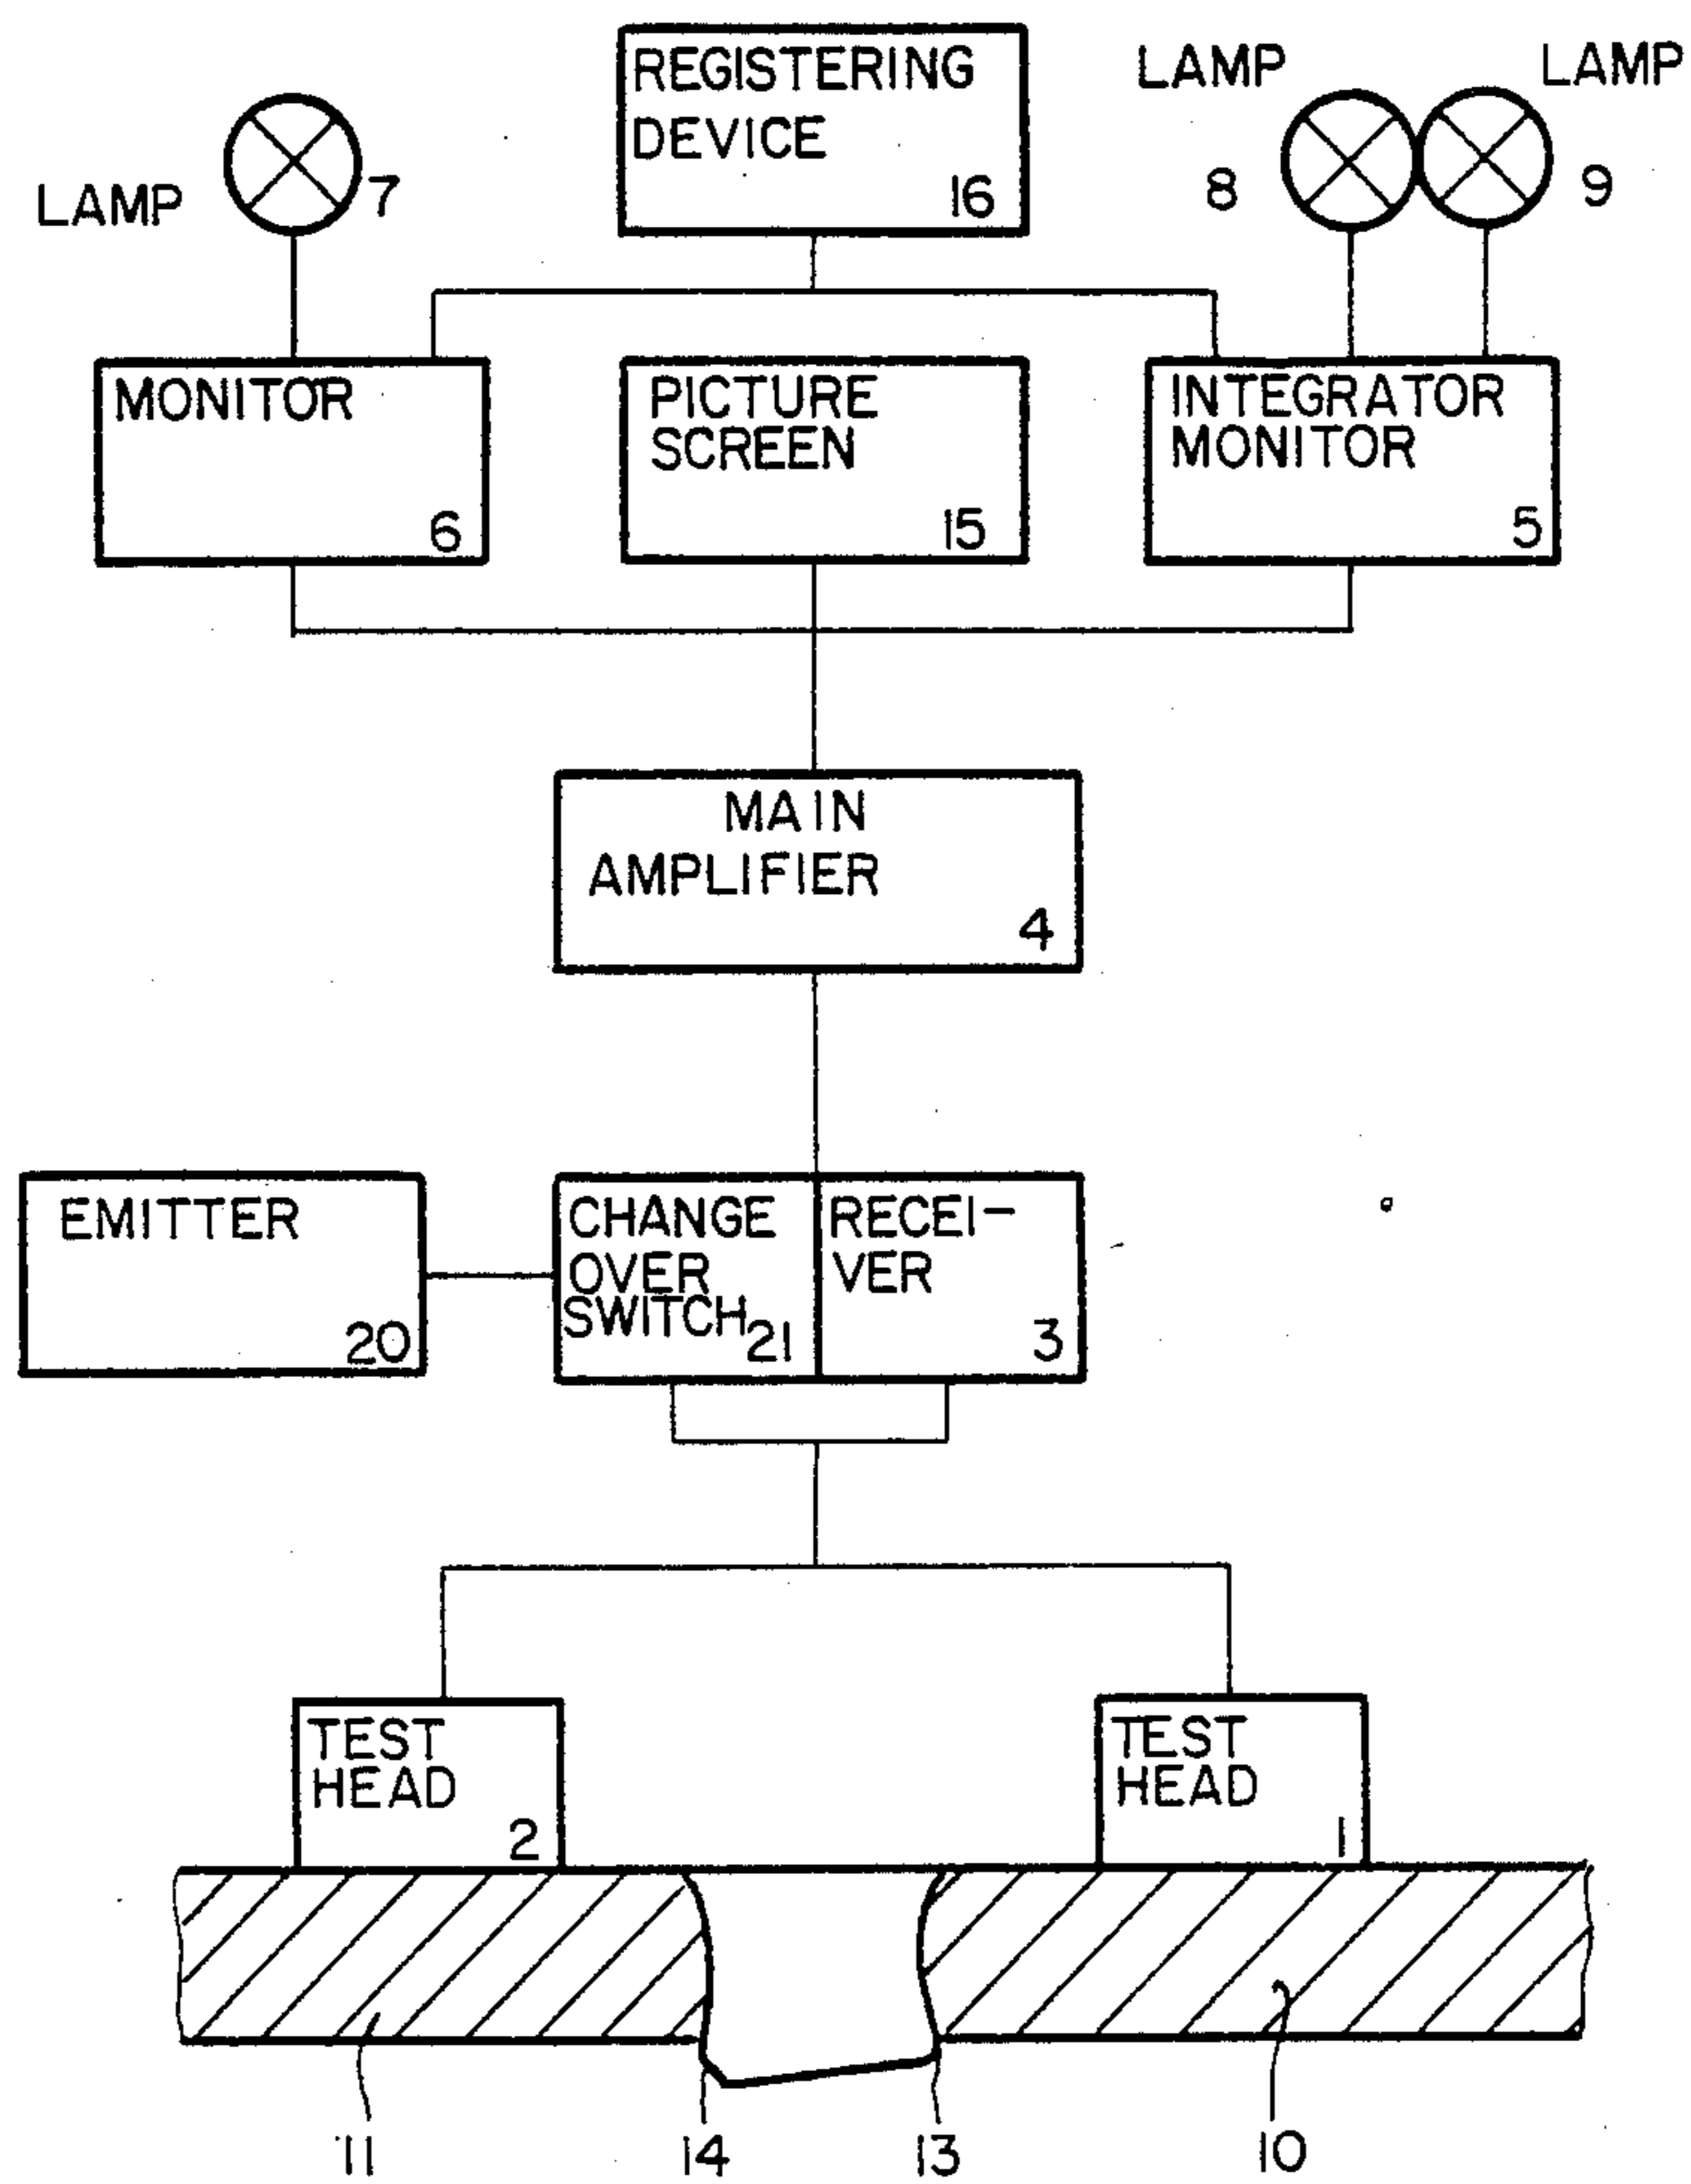 LAMP
7
REGISTERING
DEVICE
16
LAMP
8
LAMP
9
MONITOR
6
PICTURE
SCREEN
15
INTEGRATOR
MONITOR
5
MAIN
AMPLIFIER
4
EMITTER
20
CHANGE
OVER
SWITCH
21
RECEI-
VER
3
TEST
HEAD
2
TEST
HEAD
1
11
14
13
10